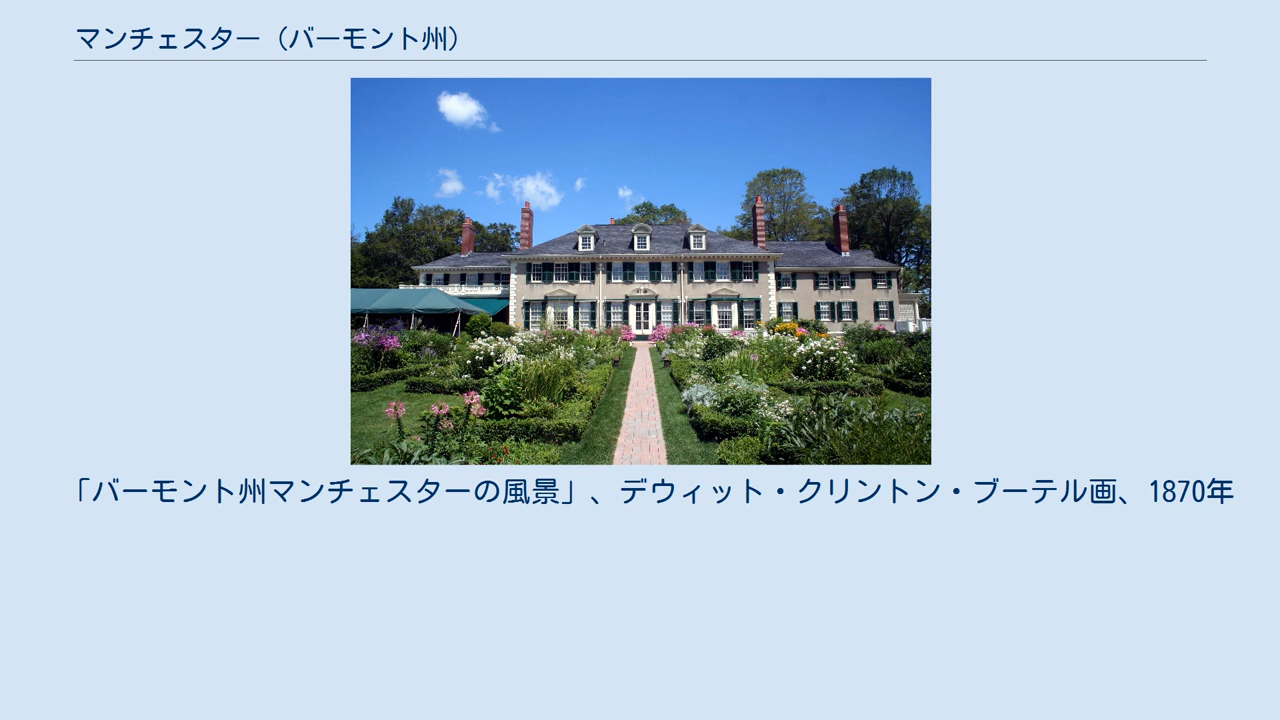 マンチェスター（バーモント州）
「バーモント州マンチェスターの風景」、デウィット・クリントン・ブーテル画、1870年